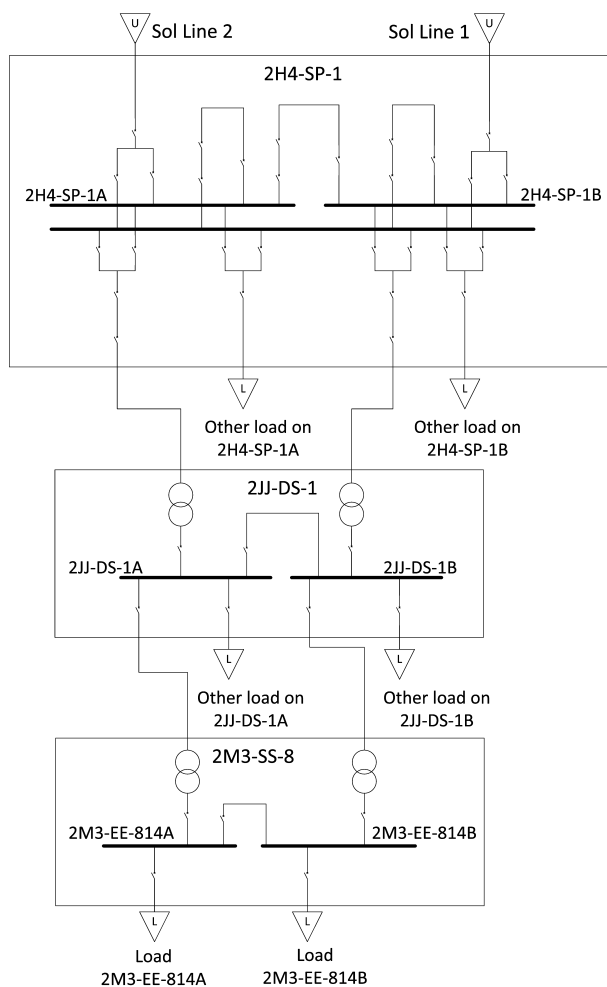 U
U
Sol Line 2
Sol Line 1
2H4-SP-1
2H4-SP-1A
2H4-SP-1B
L
L
Other load on
2H4-SP-1A
Other load on
2H4-SP-1B
2JJ-DS-1
2JJ-DS-1A
2JJ-DS-1B
L
L
Other load on
2JJ-DS-1A
Other load on
2JJ-DS-1B
2M3-SS-8
2M3-EE-814A
2M3-EE-814B
L
L
Load
2M3-EE-814A
Load
2M3-EE-814B